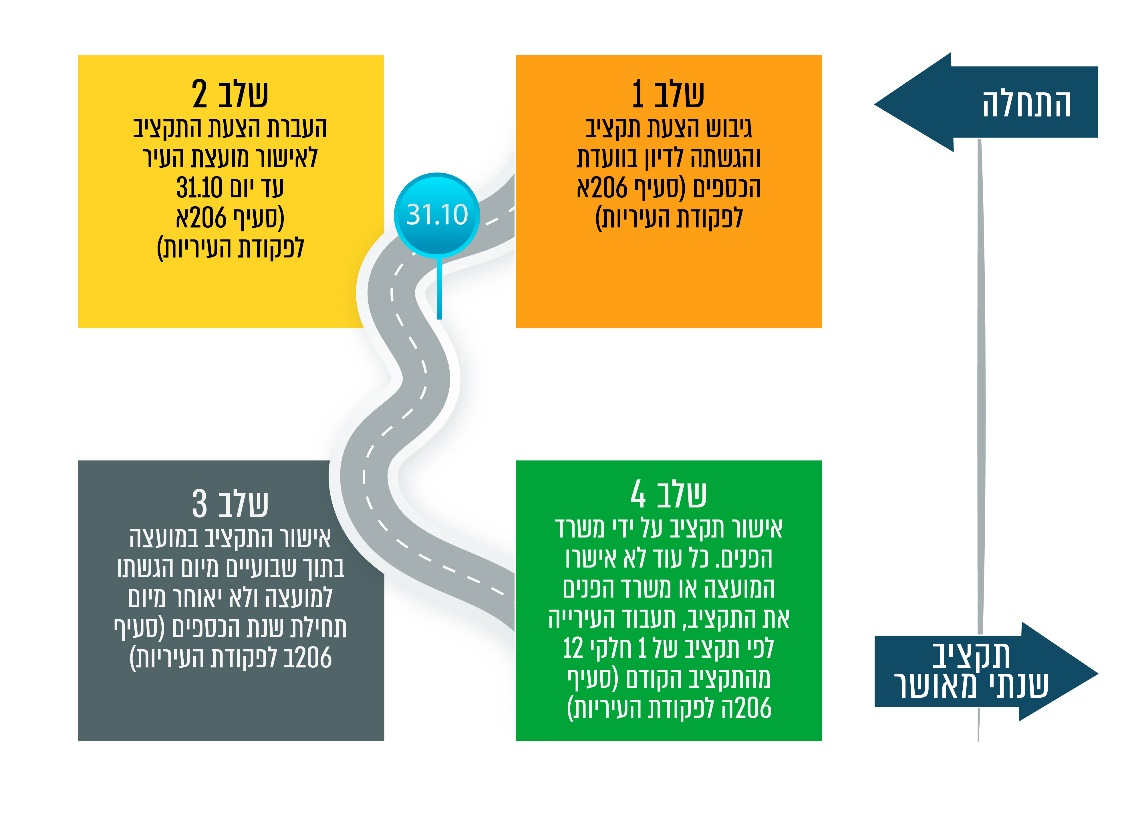 התחלה
שלב 1
גיבוש הצעת תקציב
והגשתה לדיון בוועדת
הכספים (סעיף 206א
לפקודת העיריות)
שלב 2
העברת הצעת התקציב
לאישור מועצת העיר
עד יום 31.10
(סעיף 206א
לפקודת העיריות)
31.10
שלב 3
אישור התקציב במועצה
בתוך שבועיים מיום הגשתו
למועצה ולא יאוחר מיום
תחילת שנת הכספים (סעיף
206ב לפקודת העיריות)
שלב 4
אישור תקציב על ידי משרד
הפנים. כל עוד לא אישרו
המועצה או משרד הפנים
את התקציב, תעבוד העירייה
לפי תקציב של 1 חלקי 12
מהתקציב הקודם (סעיף
206ה לפקודת העיריות)
תקציב
שנתי מאושר